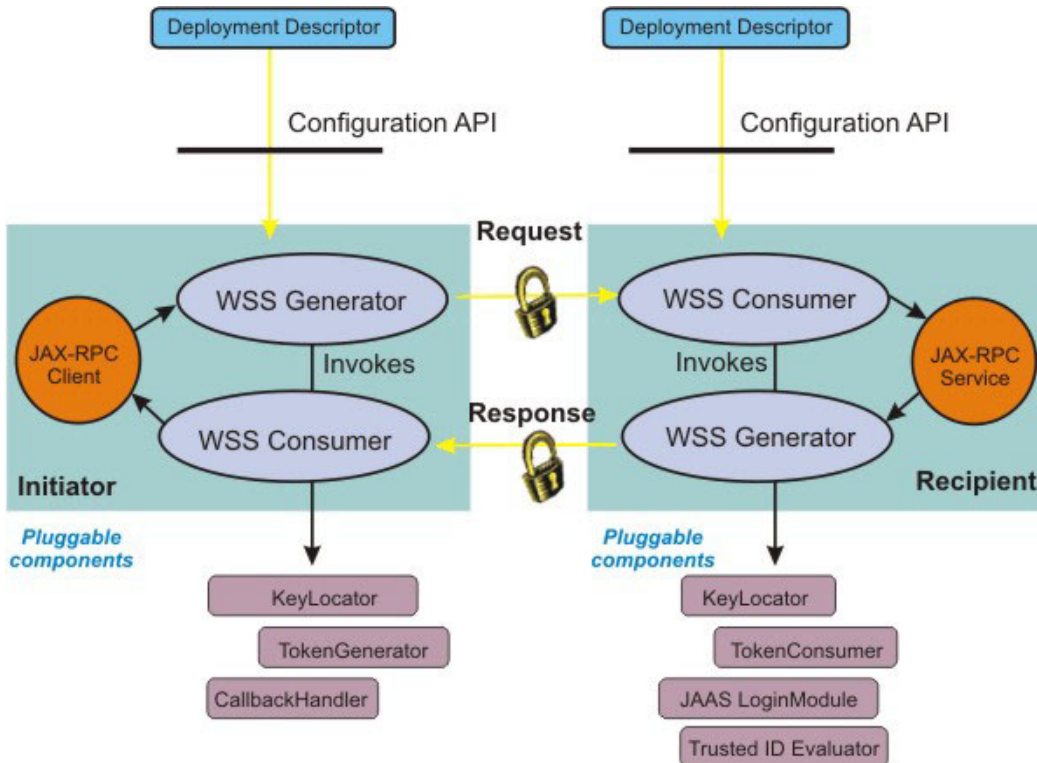 Deployment Descriptor
Deployment Descriptor
Configuration API
Configuration API
Request
WSS Generator
WSS Consumer
JAX-RPC
Client
Invokes
Invokes
JAX-RPC
Service
Response
WSS Consumer
WSS Generator
Initiator
Recipient
Pluggable
components
Pluggable
components
KeyLocator
TokenGenerator
CallbackHandler
KeyLocator
TokenConsumer
JAAS LoginModule
Trusted ID Evaluator